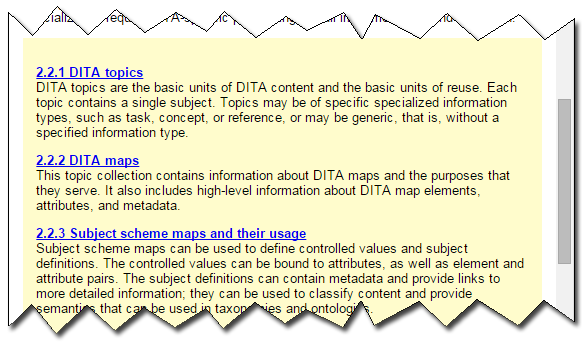 2.2.1 DITA topics
DITA topics are the basic units of DITA content and the basic units of reuse. Each
topic contains a single subject. Topics may be of specific specialized information
types, such as task, concept, or reference, or may be generic, that is, without a
specified information type.
2.2.2 DITA maps
This topic collection contains information about DITA maps and the purposes that
they serve. It also includes high-level information about DITA map elements,
attributes, and metadata.
2.2.3 Subject scheme maps and their usage
Subject scheme maps can be used to define controlled values and subject
definitions. The controlled values can be bound to attributes, as well as element and
attribute pairs. The subject definitions can contain metadata and provide links to
more detailed information; they can be used to classify content and provide
semantics that can be used in taxonomies and ontologies.